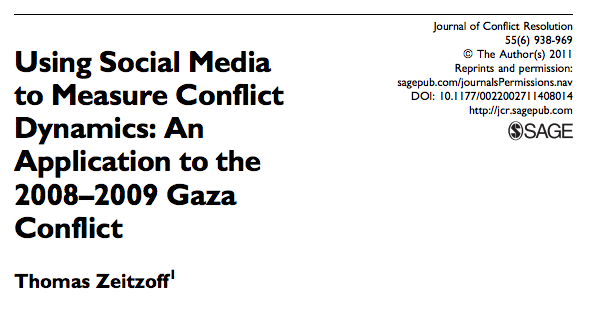 Journal of Conflict Resolution
55(6) 938-969
© The Author(s) 2011
Reprints and permission:
sagepub.com/journalsPermissions.nav
DOI: 10.1177/0022002711408014
http://jcr.sagepub.com
SAGE
Using Social Media
to Measure Conflict
Dynamics: An
Application to the
2008–2009 Gaza
Conflict
Thomas Zeitzoff1